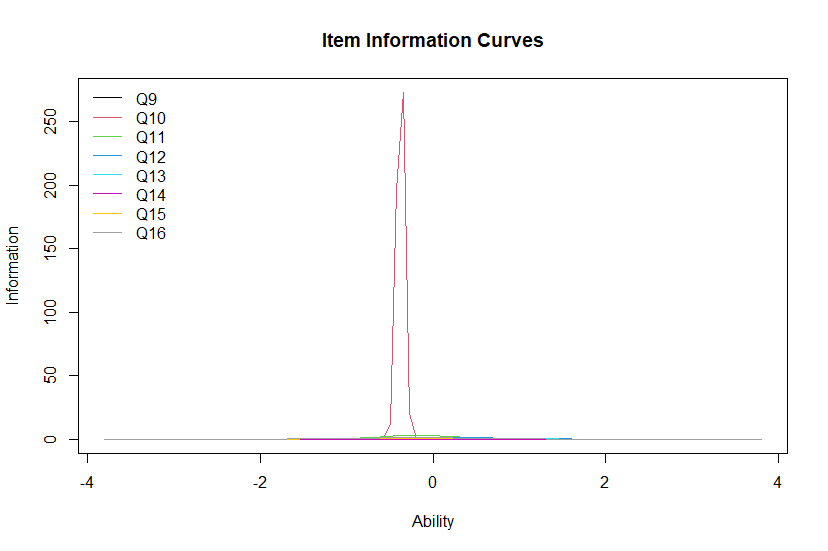 Item Information Curves
Q9
Q10
Q11
Q12
Q13
Q14
Q15
Q16
250
200
150
100
50
0
Information
-4 -2 0 2 4
Ability